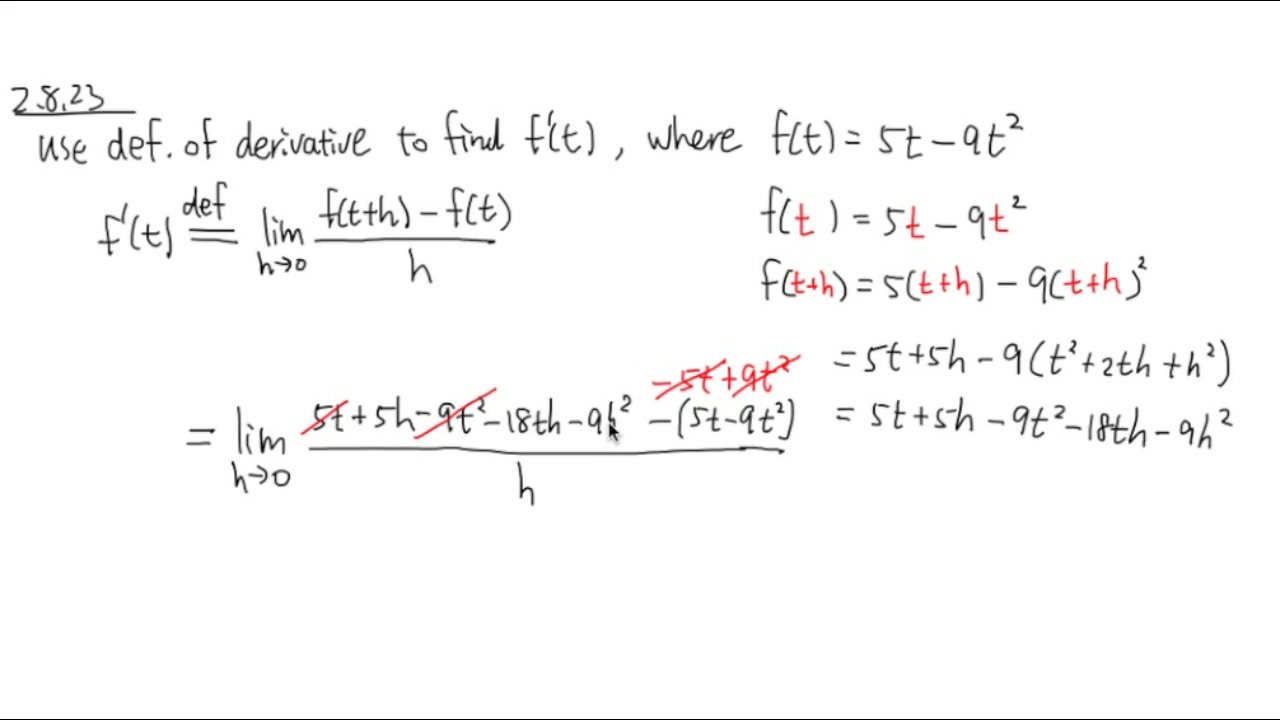 2.8.23
Use def. of derivative to find f'(t), where f(t) = 5t - 9t²
f'(t) def= lim h→0 (f(t+h) - f(t)) / h
f(t) = 5t - 9t²
f(t+h) = 5(t+h) - 9(t+h)²
= 5t + 5h - 9(t² + 2th + h²)
= 5t + 5h - 9t² - 18th - 9h²
-5t + 9t²
= lim h→0 (5t + 5h - 9t² - 18th - 9h² - (5t - 9t²)) / h